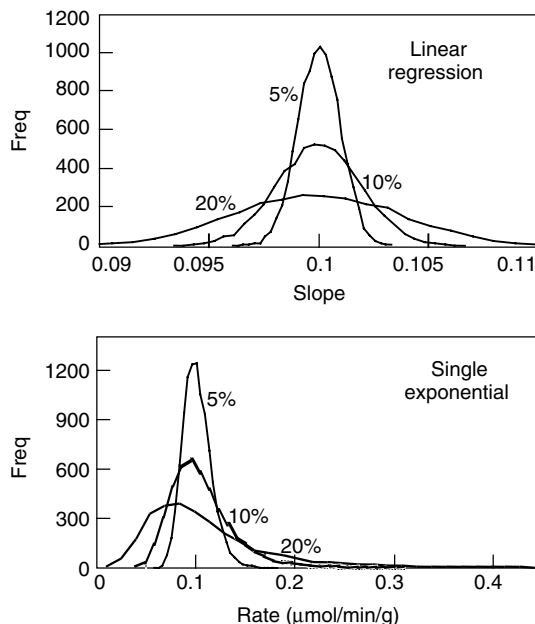 1200
1000
800
600
400
200
0
Freq
Linear
regression
5%
10%
20%
0.09 0.095 0.1 0.105 0.11
Slope
1200
900
600
300
0
Freq
Single
exponential
5%
10%
20%
0 0.1 0.2 0.3 0.4
Rate (μmol/min/g)